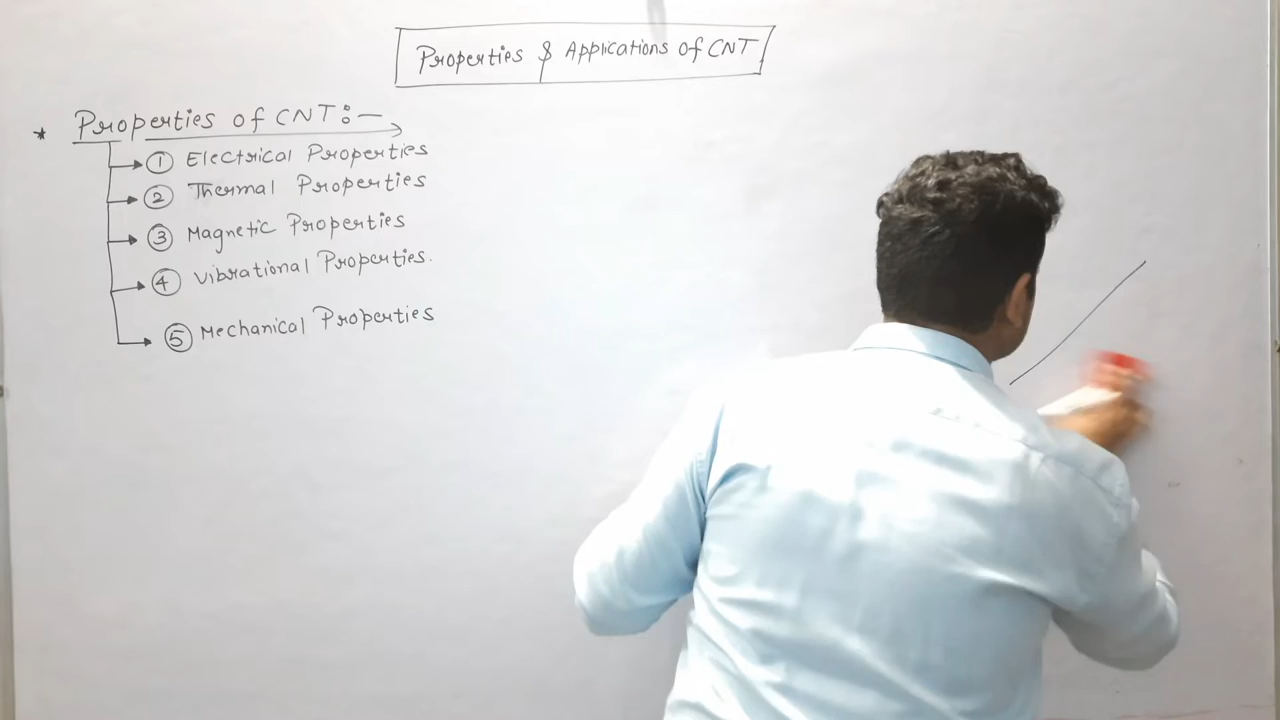 Properties & Applications of CNT
* Properties of CNT:-
① Electrical Properties
② Thermal Properties
③ Magnetic Properties
④ Vibrational Properties.
⑤ Mechanical Properties